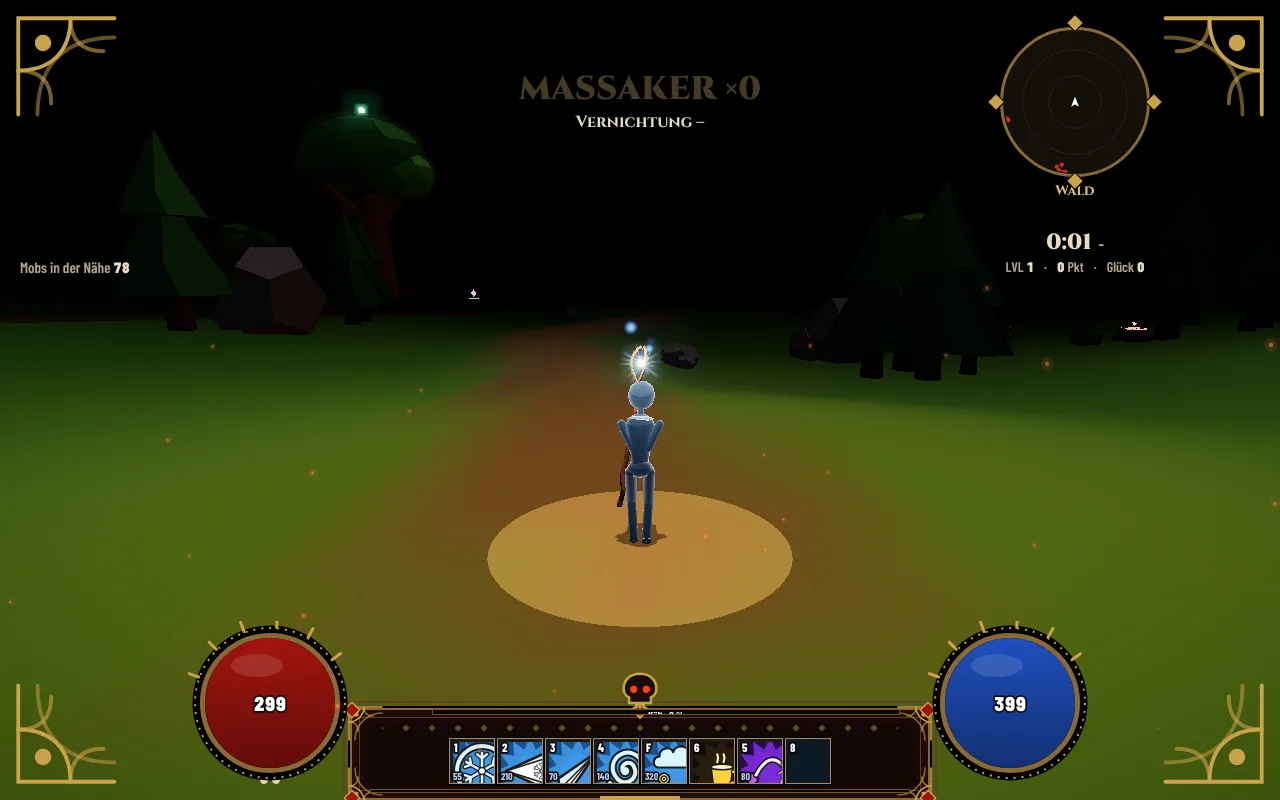 MASSAKER ×0
VERNICHTUNG –
WALD
0:01 -
LVL 1 · 0 Pkt · Glück 0
Mobs in der Nähe 78
299
399
1 2 3 4 F 6 5 8
55 210 70 140 320 80